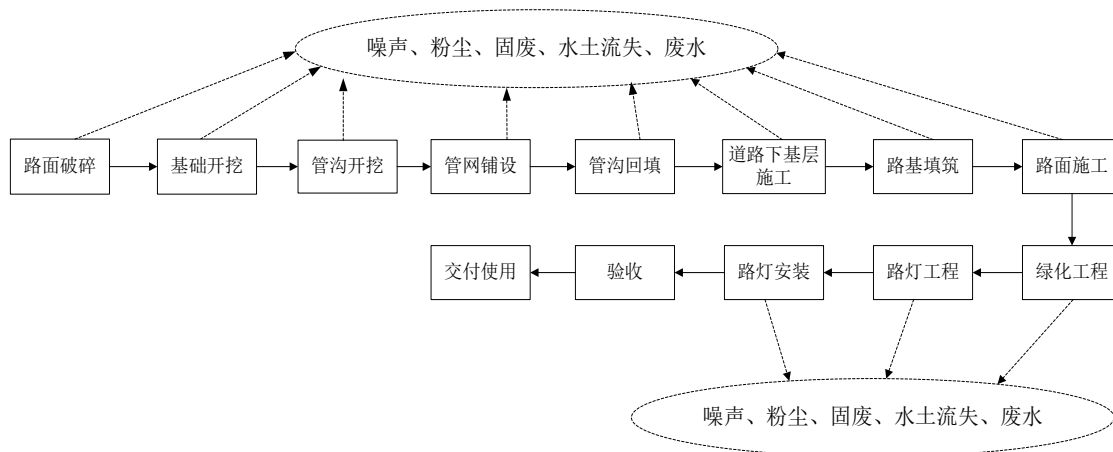 噪声、粉尘、固废、水土流失、废水
路面破碎
基础开挖
管沟开挖
管网铺设
管沟回填
道路下基层
施工
路基填筑
路面施工
交付使用
验收
路灯安装
路灯工程
绿化工程
噪声、粉尘、固废、水土流失、废水